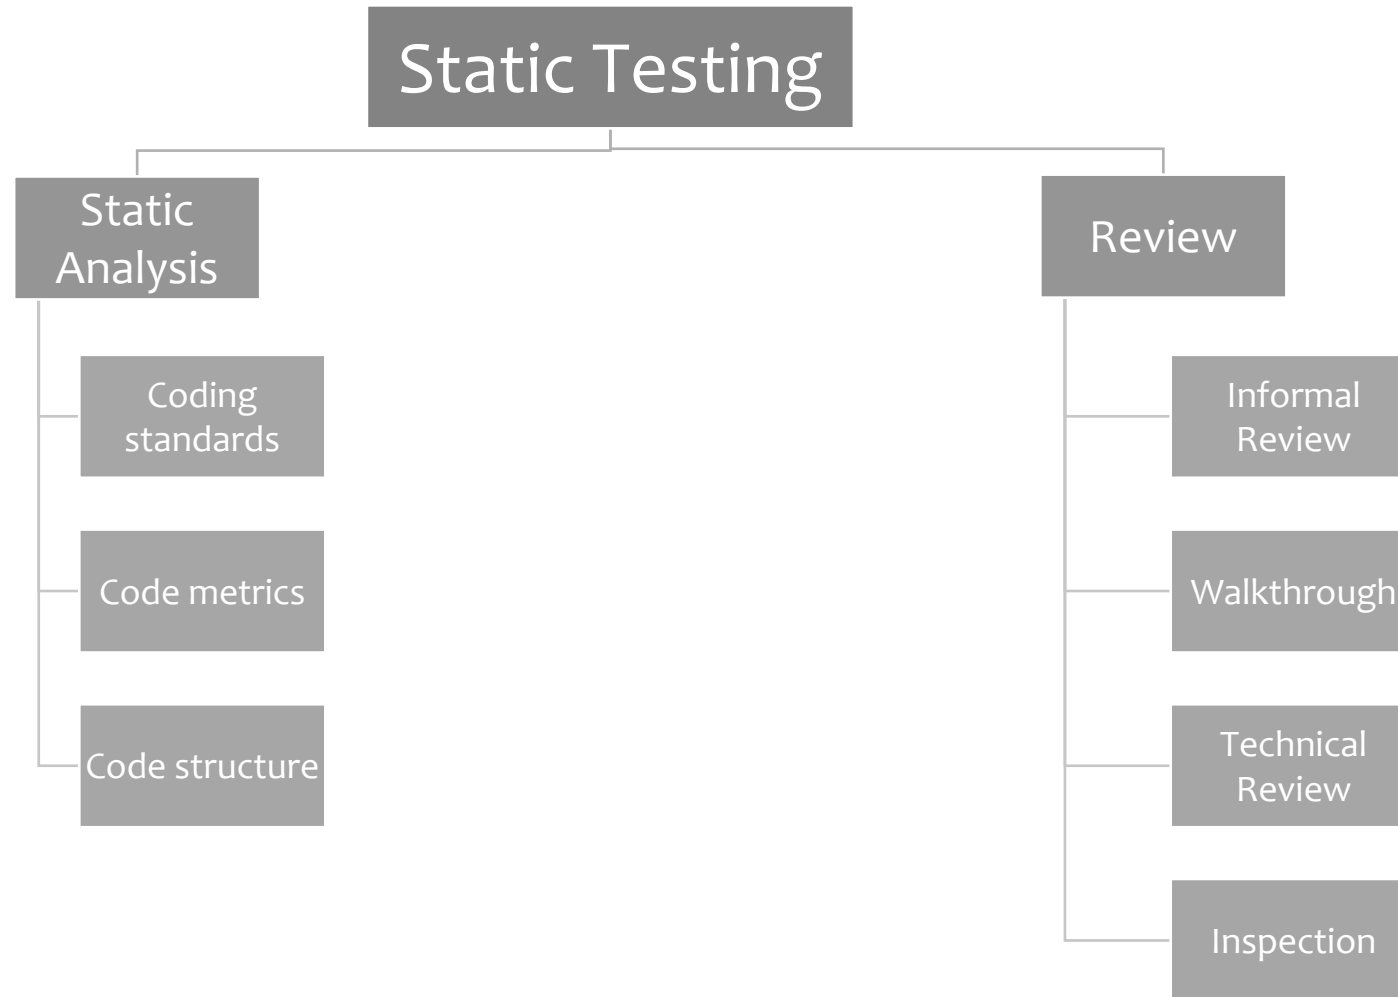 Static Testing
Static
Analysis
Coding
standards
Code metrics
Code structure
Review
Informal
Review
Walkthrough
Technical
Review
Inspection